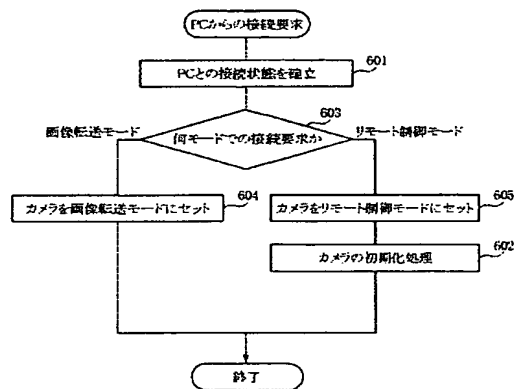 PCからの接続要求
601
PCとの接続状態を確立
603
画像転送モード
何モードでの接続要求か
リモート制御モード
604
カメラを画像転送モードにセット
605
カメラをリモート制御モードにセット
602
カメラの初期化処理
終了